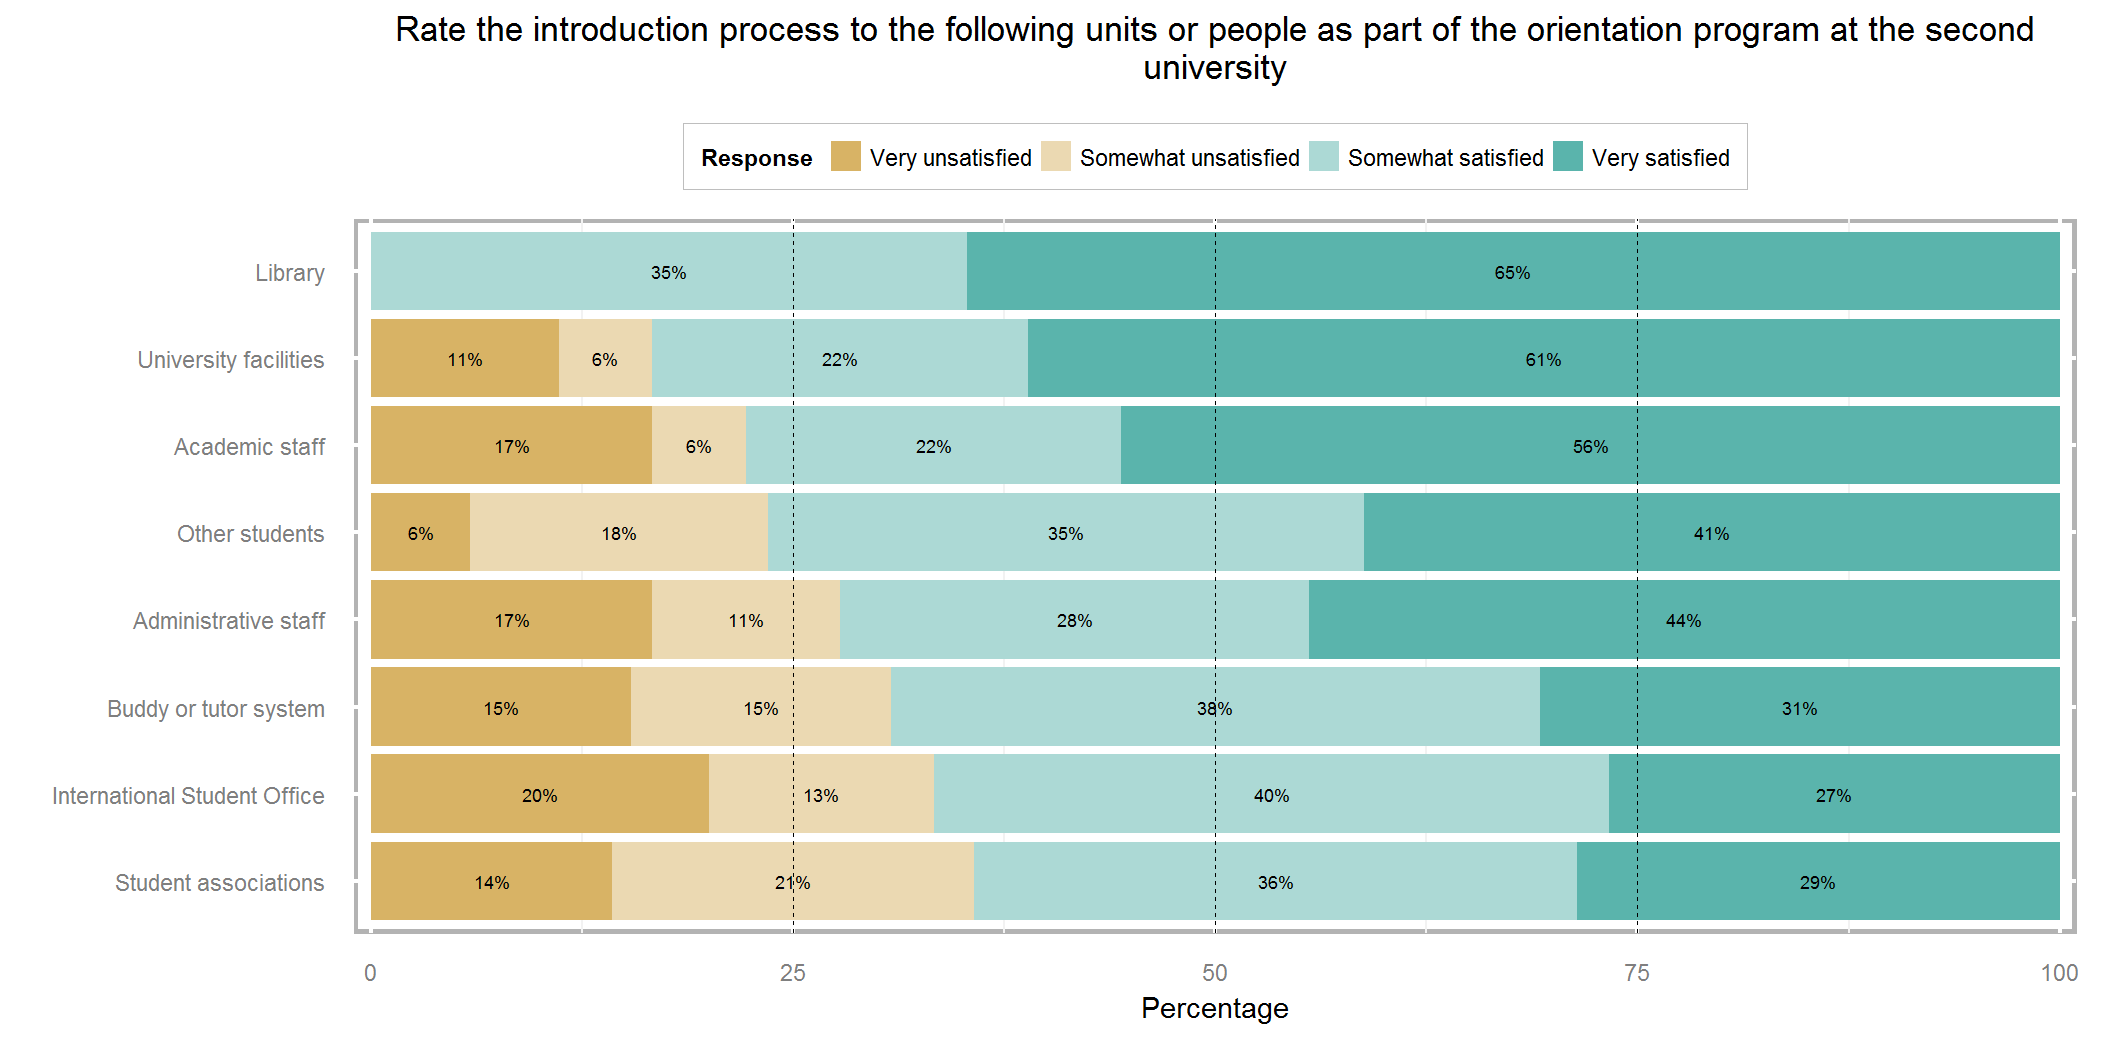 Rate the introduction process to the following units or people as part of the orientation program at the second
university
Response Very unsatisfied Somewhat unsatisfied Somewhat satisfied Very satisfied
Library 35% 65%
University facilities 11% 6% 22% 61%
Academic staff 17% 6% 22% 56%
Other students 6% 18% 35% 41%
Administrative staff 17% 11% 28% 44%
Buddy or tutor system 15% 15% 38% 31%
International Student Office 20% 13% 40% 27%
Student associations 14% 21% 36% 29%
0 25 50 75 100
Percentage